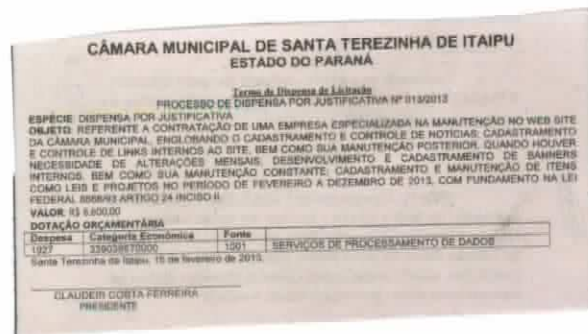 CÂMARA MUNICIPAL DE SANTA TEREZINHA DE ITAIPU
ESTADO DO PARANÁ
Termo de Dispensa de Licitação
PROCESSO DE DISPENSA POR JUSTIFICATIVA Nº 013/2013
ESPÉCIE: DISPENSA POR JUSTIFICATIVA
OBJETO: REFERENTE A CONTRATAÇÃO DE UMA EMPRESA ESPECIALIZADA NA MANUTENÇÃO NO WEB SITE
DA CÂMARA MUNICIPAL, ENGLOBANDO O CADASTRAMENTO E CONTROLE DE NOTICIAS; CADASTRAMENTO
E CONTROLE DE LINKS INTERNOS AO SITE, BEM COMO SUA MANUTENÇÃO POSTERIOR, QUANDO HOUVER
NECESSIDADE DE ALTERAÇÕES MENSAIS; DESENVOLVIMENTO E CADASTRAMENTO DE BANNERS
INTERNOS, BEM COMO SUA MANUTENÇÃO CONSTANTE; CADASTRAMENTO E MANUTENÇÃO DE ITENS
COMO LEIS E PROJETOS NO PERÍODO DE FEVEREIRO A DEZEMBRO DE 2013, COM FUNDAMENTO NA LEI
FEDERAL 8666/93 ARTIGO 24 INCISO II.
VALOR: R$ 6.600,00
DOTAÇÃO ORÇAMENTÁRIA
Despesa Categoria Econômica Fonte
1927 1001 SERVIÇOS DE PROCESSAMENTO DE DADOS
Santa Terezinha de Itaipu, 15 de fevereiro de 2013.
CLAUDEIR COSTA FERREIRA
PRESIDENTE